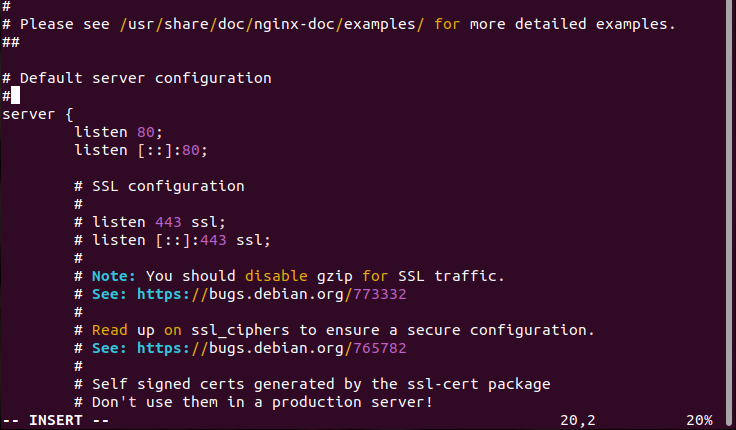 #
# Please see /usr/share/doc/nginx-doc/examples/ for more detailed examples.
##
# Default server configuration
#
server {
listen 80;
listen [::]:80;
# SSL configuration
#
# listen 443 ssl;
# listen [::]:443 ssl;
#
# Note: You should disable gzip for SSL traffic.
# See: https://bugs.debian.org/773332
#
# Read up on ssl_ciphers to ensure a secure configuration.
# See: https://bugs.debian.org/765782
#
# Self signed certs generated by the ssl-cert package
# Don't use them in a production server!
-- INSERT -- 20,2 20%